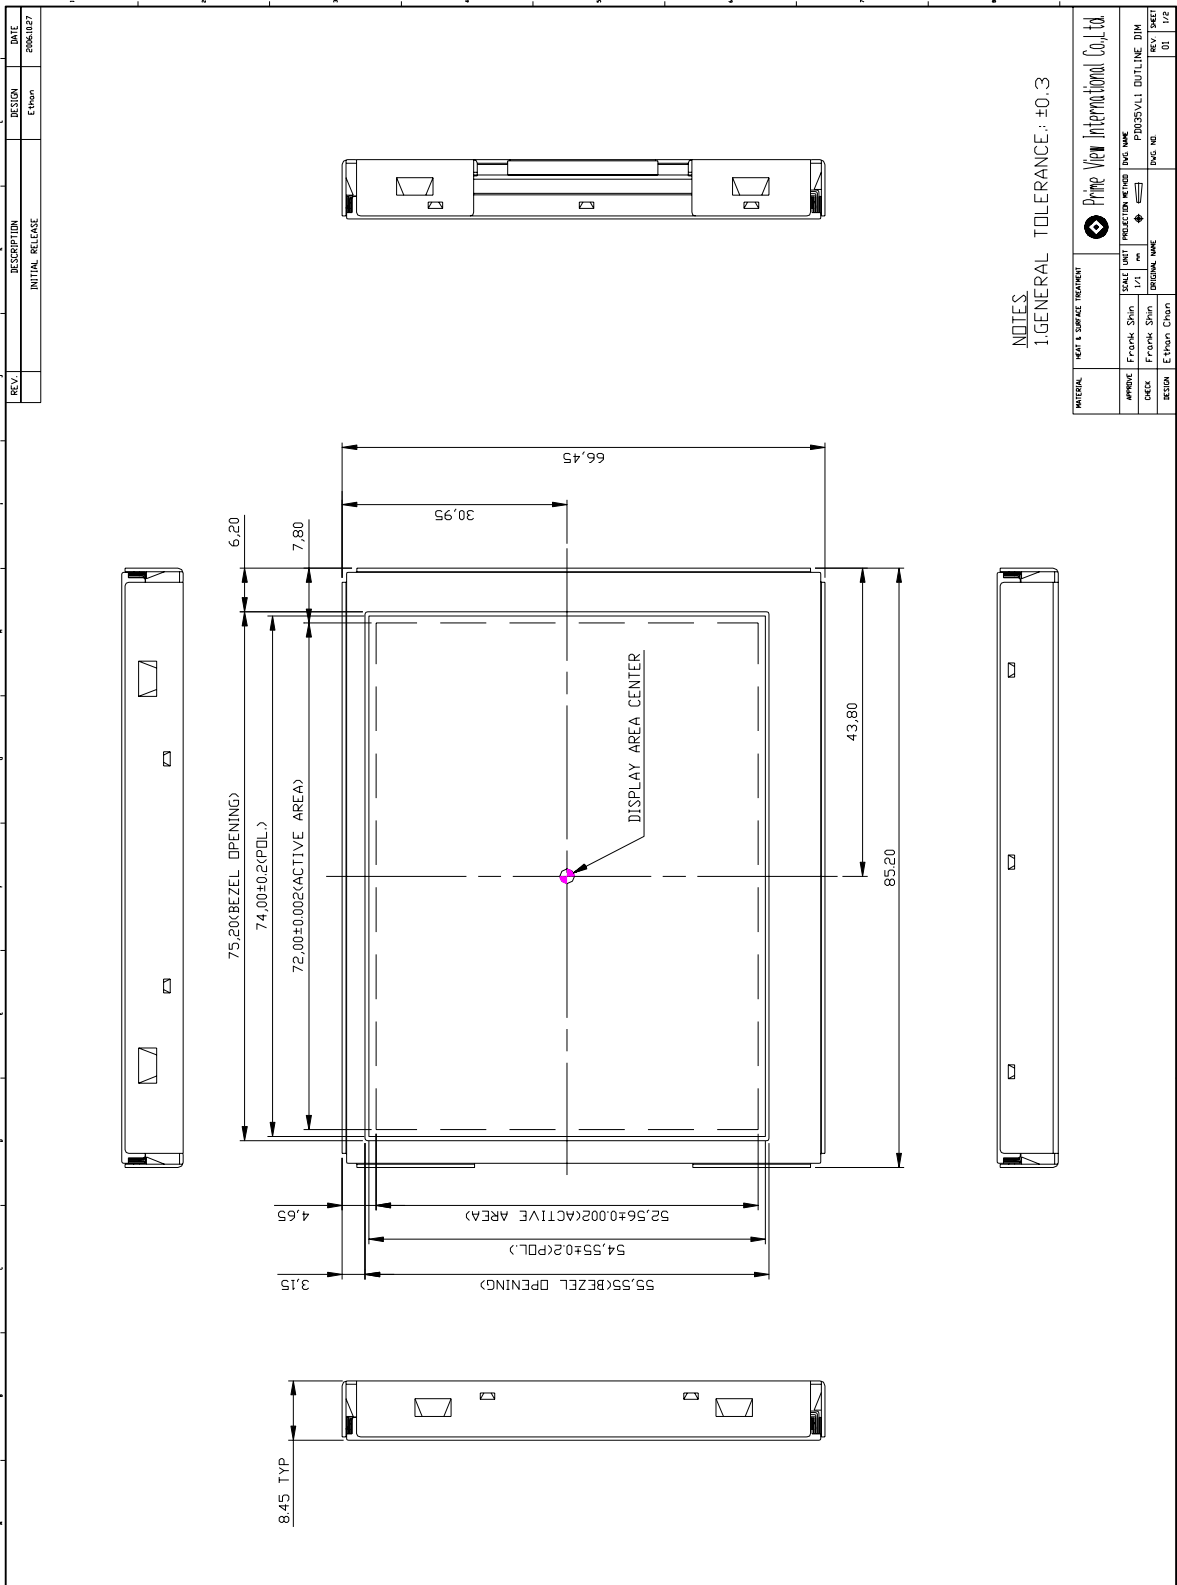 REV.
DESCRIPTION
DESIGN
DATE
INITIAL RELEASE
Ethan
2006.10.27
66,45
30,95
6,20
7,80
75,20(BEZEL OPENING)
74,00±0.2(POL.)
72,00±0.002(ACTIVE AREA)
DISPLAY AREA CENTER
43,80
85.20
4,65
52,56±0.002(ACTIVE AREA)
54,55±0.2(POL.)
3,15
55,55(BEZEL OPENING)
8.45 TYP
NOTES
1.GENERAL TOLERANCE.: ±0.3
MATERIAL
HEAT & SURFACE TREATMENT
Prime View International Co.,Ltd.
APPROVE
Frank Shin
SCALE
1/1
UNIT
mm
PROJECTION METHOD
DWG. NAME
PD035VL1 OUTLINE DIM
CHECK
Frank Shin
DESIGN
Ethan Chan
ORIGINAL NAME
DWG. NO.
REV.
01
SHEET
1/2